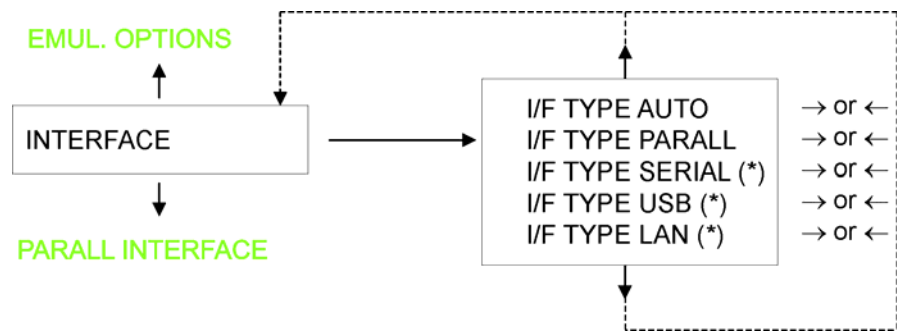 EMUL. OPTIONS
INTERFACE
PARALL INTERFACE
I/F TYPE AUTO → or ←
I/F TYPE PARALL → or ←
I/F TYPE SERIAL (*) → or ←
I/F TYPE USB (*) → or ←
I/F TYPE LAN (*) → or ←